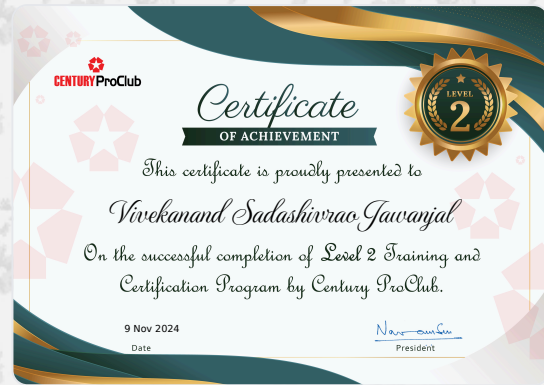 CENTURY ProClub
Certificate
OF ACHIEVEMENT
LEVEL
2
This certificate is proudly presented to
Vivekanand Sadashivrao Jawanjal
On the successful completion of Level 2 Training and
Certification Program by Century ProClub.
9 Nov 2024
Date
President